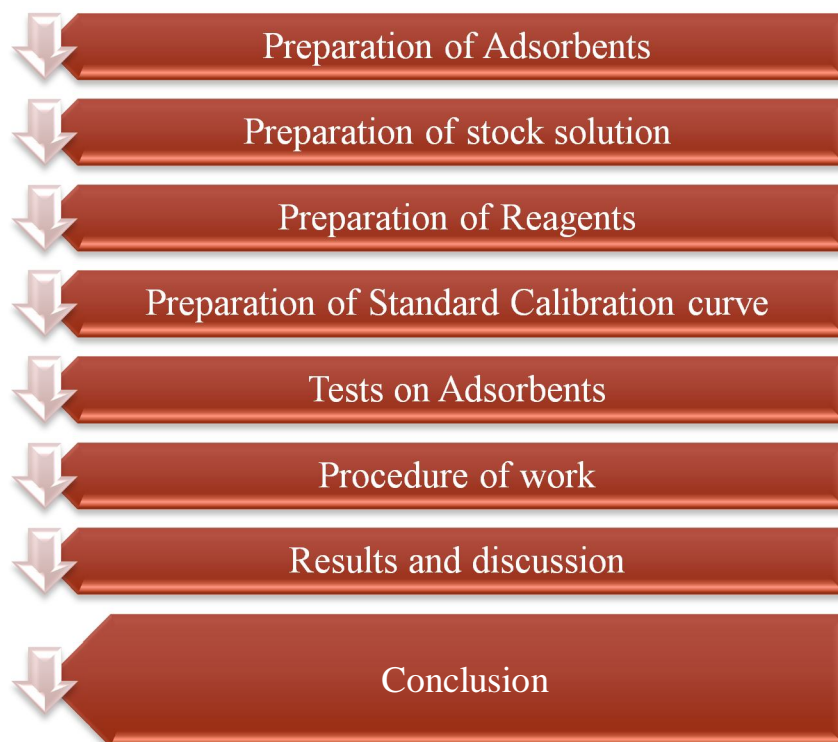 Preparation of Adsorbents
Preparation of stock solution
Preparation of Reagents
Preparation of Standard Calibration curve
Tests on Adsorbents
Procedure of work
Results and discussion
Conclusion